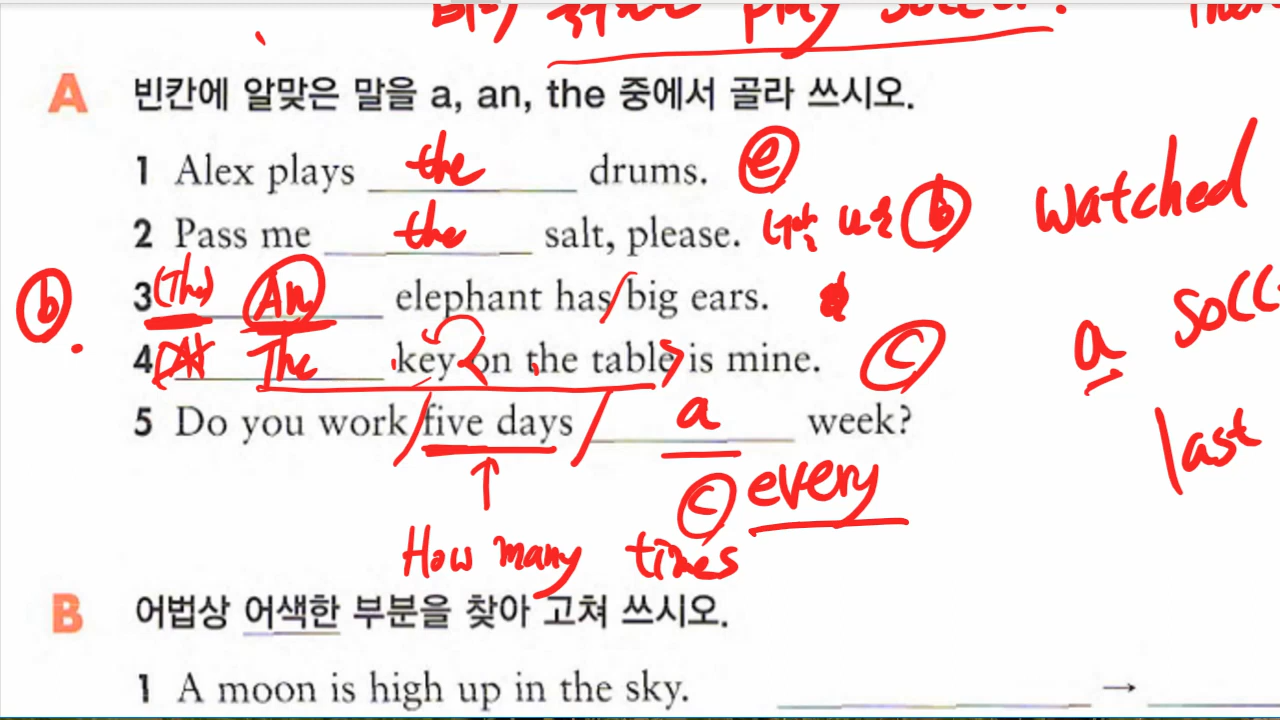 play soccer.
A 빈칸에 알맞은 말을 a, an, the 중에서 골라 쓰시오.
1 Alex plays the drums. ⓔ
2 Pass me the salt, please. ⓑ watched
ⓑ 3 (The) An elephant has/big ears.
4 The key on the table is mine. ⓒ a socc
5 Do you work/five days/ a week? last
ⓒ every
How many times
B 어법상 어색한 부분을 찾아 고쳐 쓰시오.
1 A moon is high up in the sky. →